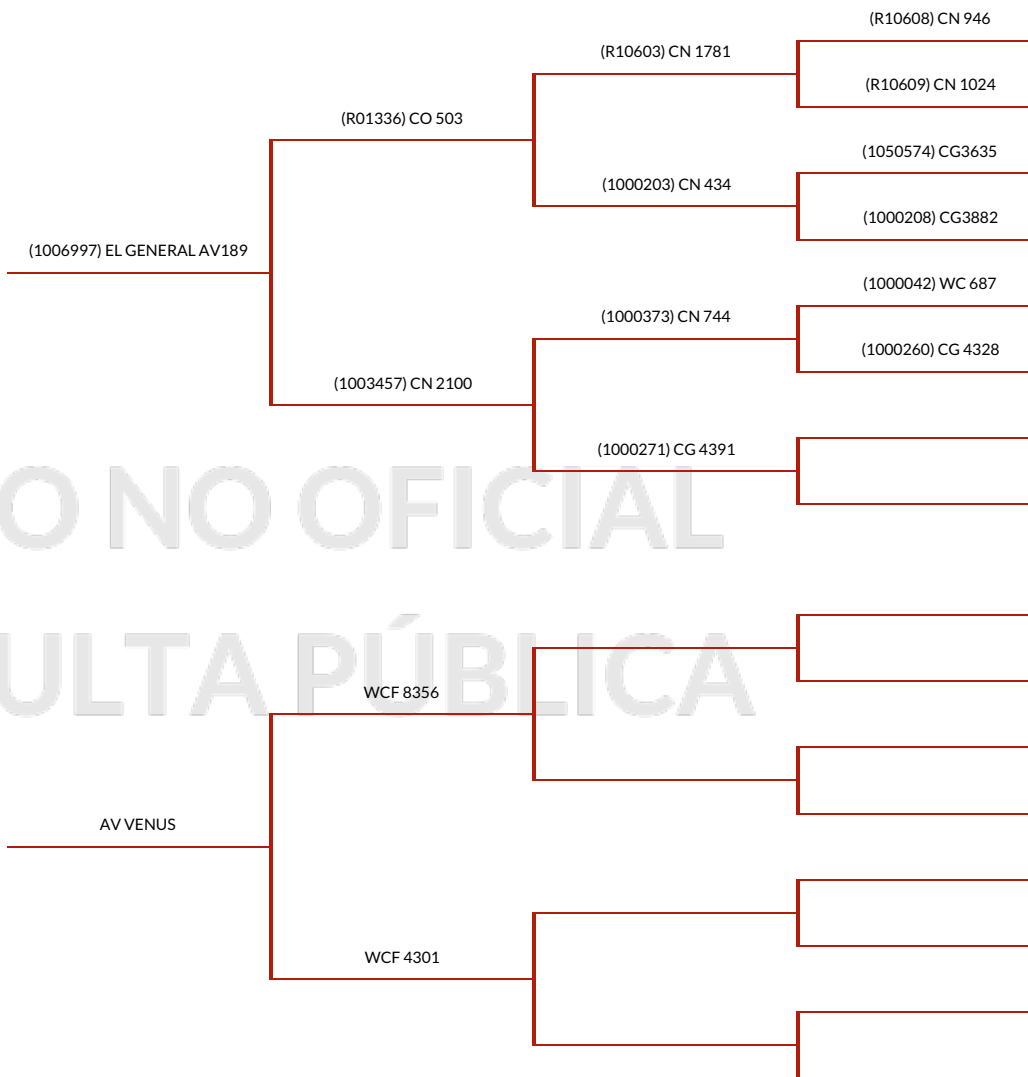 (R10608) CN 946
(R10603) CN 1781
(R10609) CN 1024
(R01336) CO 503
(1050574) CG3635
(1000203) CN 434
(1000208) CG3882
(1006997) EL GENERAL AV189
(1000042) WC 687
(1000373) CN 744
(1000260) CG 4328
(1003457) CN 2100
(1000271) CG 4391
O NO OFICIAL
ULTA PÚBLICA
WCF 8356
AV VENUS
WCF 4301